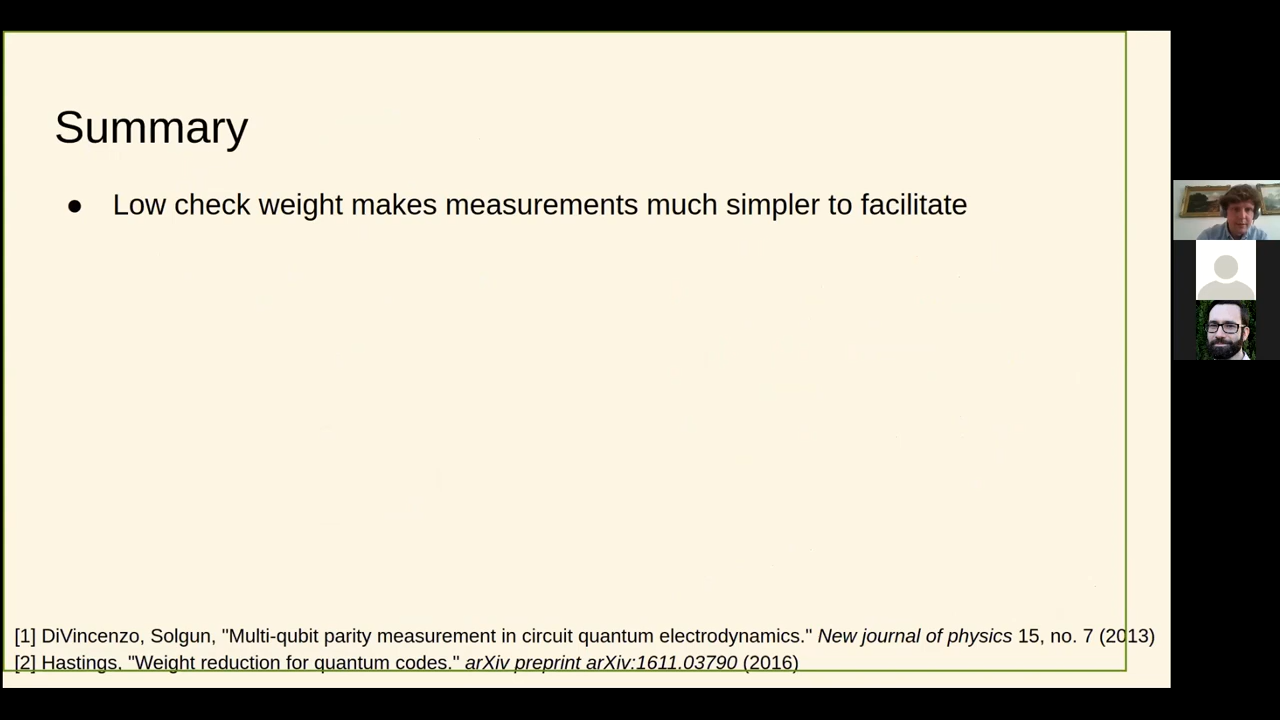 Summary
● Low check weight makes measurements much simpler to facilitate
[1] DiVincenzo, Solgun, "Multi-qubit parity measurement in circuit quantum electrodynamics." New journal of physics 15, no. 7 (2013)
[2] Hastings, "Weight reduction for quantum codes." arXiv preprint arXiv:1611.03790 (2016)